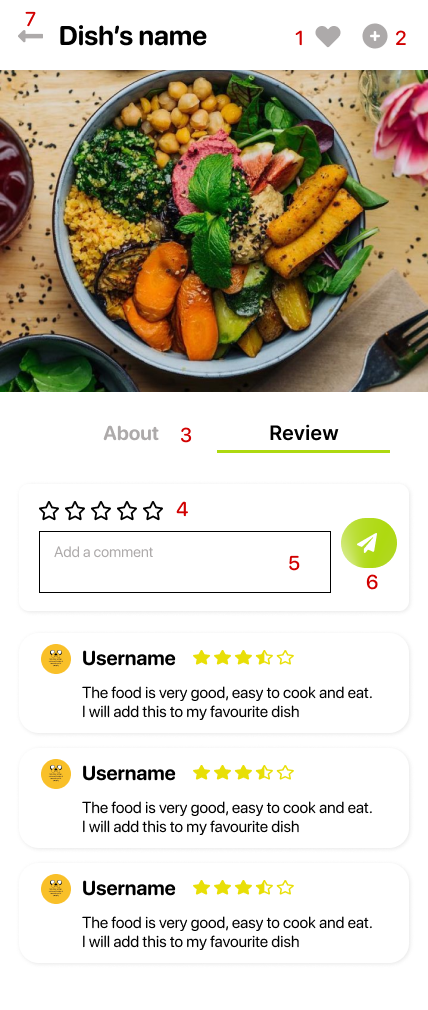 7
Dish's name
1
2
About
3
Review
4
Add a comment
5
6
Username
The food is very good, easy to cook and eat.
I will add this to my favourite dish
Username
The food is very good, easy to cook and eat.
I will add this to my favourite dish
Username
The food is very good, easy to cook and eat.
I will add this to my favourite dish